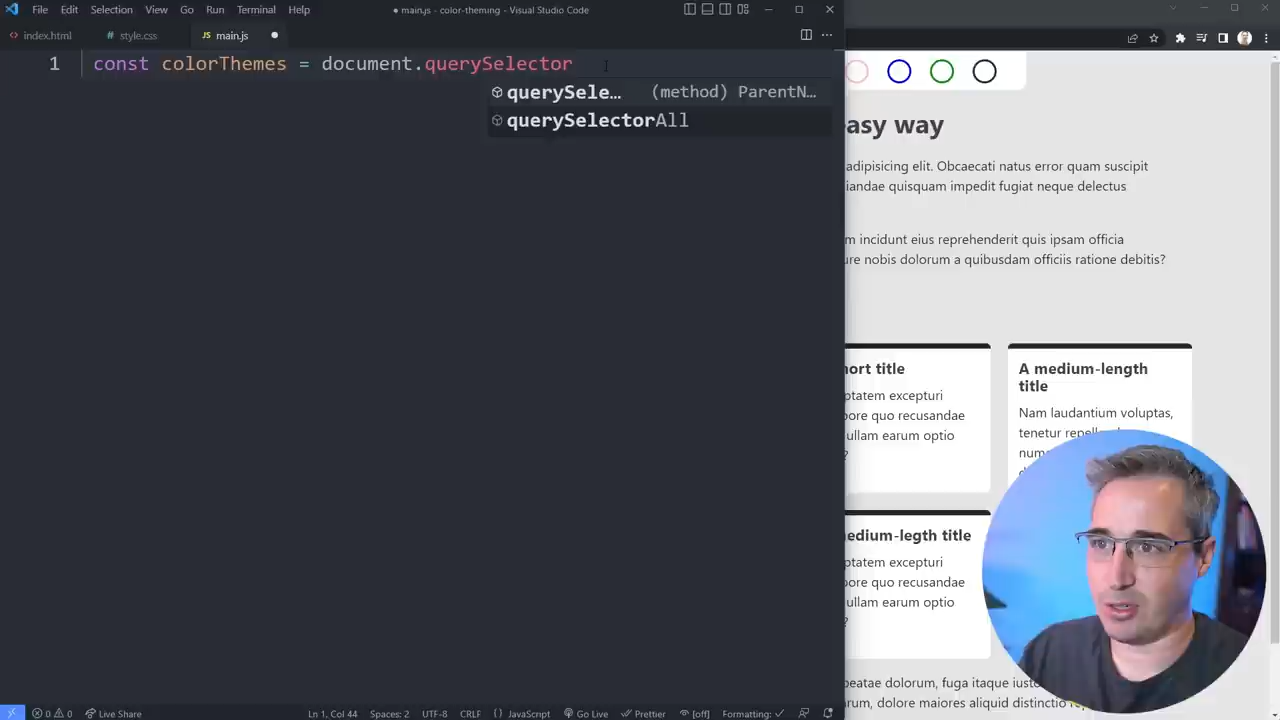 File Edit Selection View Go Run Terminal Help
● main.js - color-theming - Visual Studio Code
index.html
style.css
JS main.js ●
1 const colorThemes = document.querySelector
querySele… (method) ParentN…
querySelectorAll
easy way
adipisicing elit. Obcaecati natus error quam suscipit
iandae quisquam impedit fugiat neque delectus
m incidunt eius reprehenderit quis ipsam officia
ure nobis dolorum a quibusdam officiis ratione debitis?
hort title
ptatem excepturi
pore quo recusandae
ullam earum optio
?
A medium-length
title
Nam laudantium voluptas,
tenetur
edium-legth title
ptatem excepturi
pore quo recusandae
ullam earum optio
?
beatae dolorum, fuga itaque
rum, dolore maiores aliquid distinctio
0 0 Live Share Ln 1, Col 44 Spaces: 2 UTF-8 CRLF {} JavaScript Go Live Prettier [off] Formatting: ✓